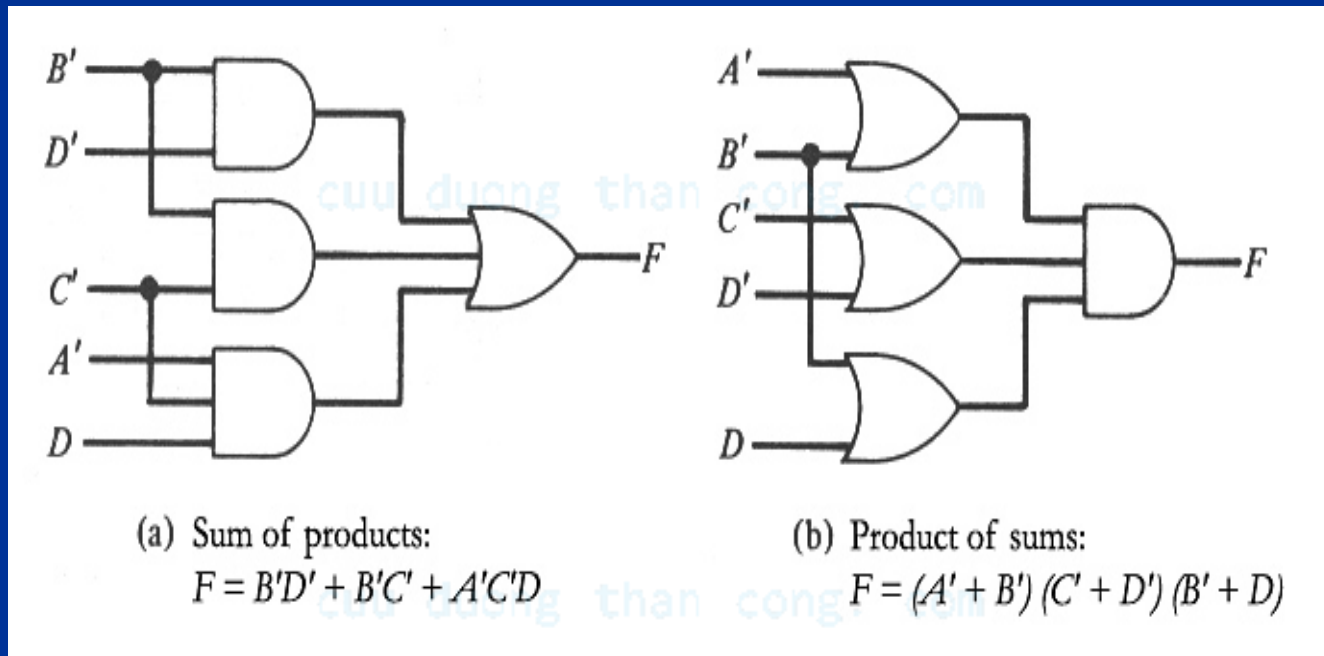 B'
D'
C'
A'
D
F
(a) Sum of products:
F = B'D' + B'C' + A'C'D
A'
B'
C'
D'
D
F
(b) Product of sums:
F = (A' + B') (C' + D') (B' + D)
cuu duong than cong. com
cuu duong than cong. com